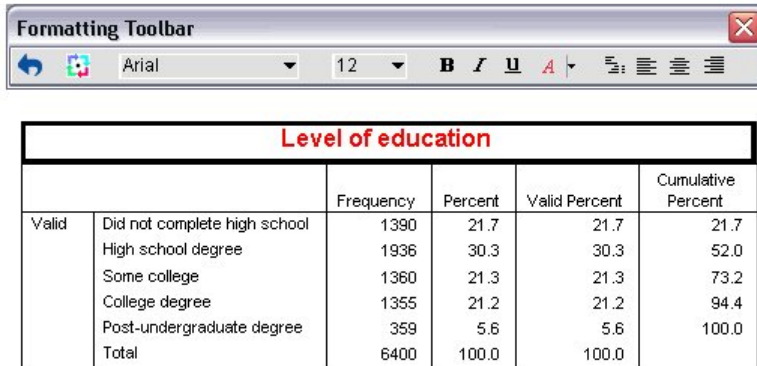 Formatting Toolbar
Arial 12 B I U A
Level of education
Frequency Percent Valid Percent Cumulative Percent
Valid Did not complete high school 1390 21.7 21.7 21.7
High school degree 1936 30.3 30.3 52.0
Some college 1360 21.3 21.3 73.2
College degree 1355 21.2 21.2 94.4
Post-undergraduate degree 359 5.6 5.6 100.0
Total 6400 100.0 100.0